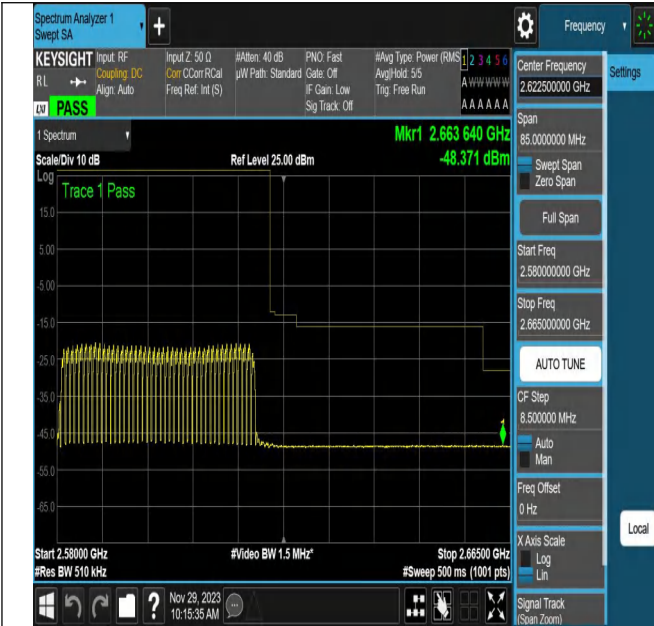 Spectrum Analyzer 1
Swept SA
+
Frequency
KEYSIGHT
Input: RF
Coupling: DC
Align: Auto
Input Z: 50 Ω
Corr CCorr RCal
Freq Ref: Int (S)
#Atten: 40 dB
µW Path: Standard
PNO: Fast
Gate: Off
IF Gain: Low
Sig Track: Off
#Avg Type: Power (RMS
Avg|Hold: 5/5
Trig: Free Run
1 2 3 4 5 6
A W W W W W
A A A A A A
R L
LXI
PASS
1 Spectrum
Mkr1 2.663 640 GHz
Scale/Div 10 dB
Ref Level 25.00 dBm
-48.371 dBm
Log
Trace 1 Pass
15.0
5.00
-5.00
-15.0
-25.0
-35.0
-45.0
-55.0
-65.0
1
Start 2.58000 GHz
#Video BW 1.5 MHz*
Stop 2.66500 GHz
#Res BW 510 kHz
#Sweep 500 ms (1001 pts)
?
Nov 29, 2023
10:15:35 AM
Center Frequency
2.622500000 GHz
Settings
Span
85.0000000 MHz
Swept Span
Zero Span
Full Span
Start Freq
2.580000000 GHz
Stop Freq
2.665000000 GHz
AUTO TUNE
CF Step
8.500000 MHz
Auto
Man
Freq Offset
0 Hz
Local
X Axis Scale
Log
Lin
Signal Track
(Span Zoom)